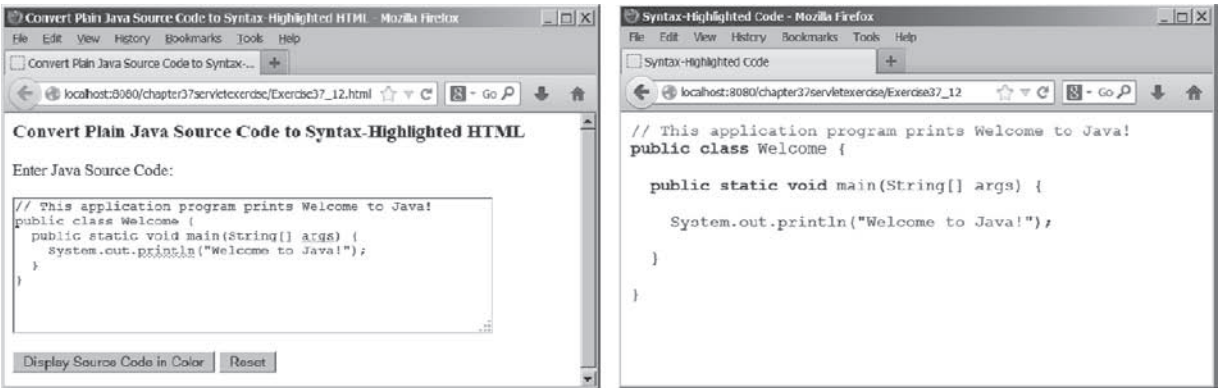 Convert Plain Java Source Code to Syntax-Highlighted HTML - Mozilla Firefox
File Edit View History Bookmarks Tools Help
Convert Plain Java Source Code to Syntax-... +
localhost:8080/chapter37servletexercise/Exercise37_12.html 8 - Go
Convert Plain Java Source Code to Syntax-Highlighted HTML
Enter Java Source Code:
// This application program prints Welcome to Java!
public class Welcome {
public static void main(String[] args) {
System.out.println("Welcome to Java!");
}
}
Display Source Code in Color Reset
Syntax-Highlighted Code - Mozilla Firefox
File Edit View History Bookmarks Tools Help
Syntax-Highlighted Code +
localhost:8080/chapter37servletexercise/Exercise37_12 8 - Go
// This application program prints Welcome to Java!
public class Welcome {
public static void main(String[] args) {
System.out.println("Welcome to Java!");
}
}